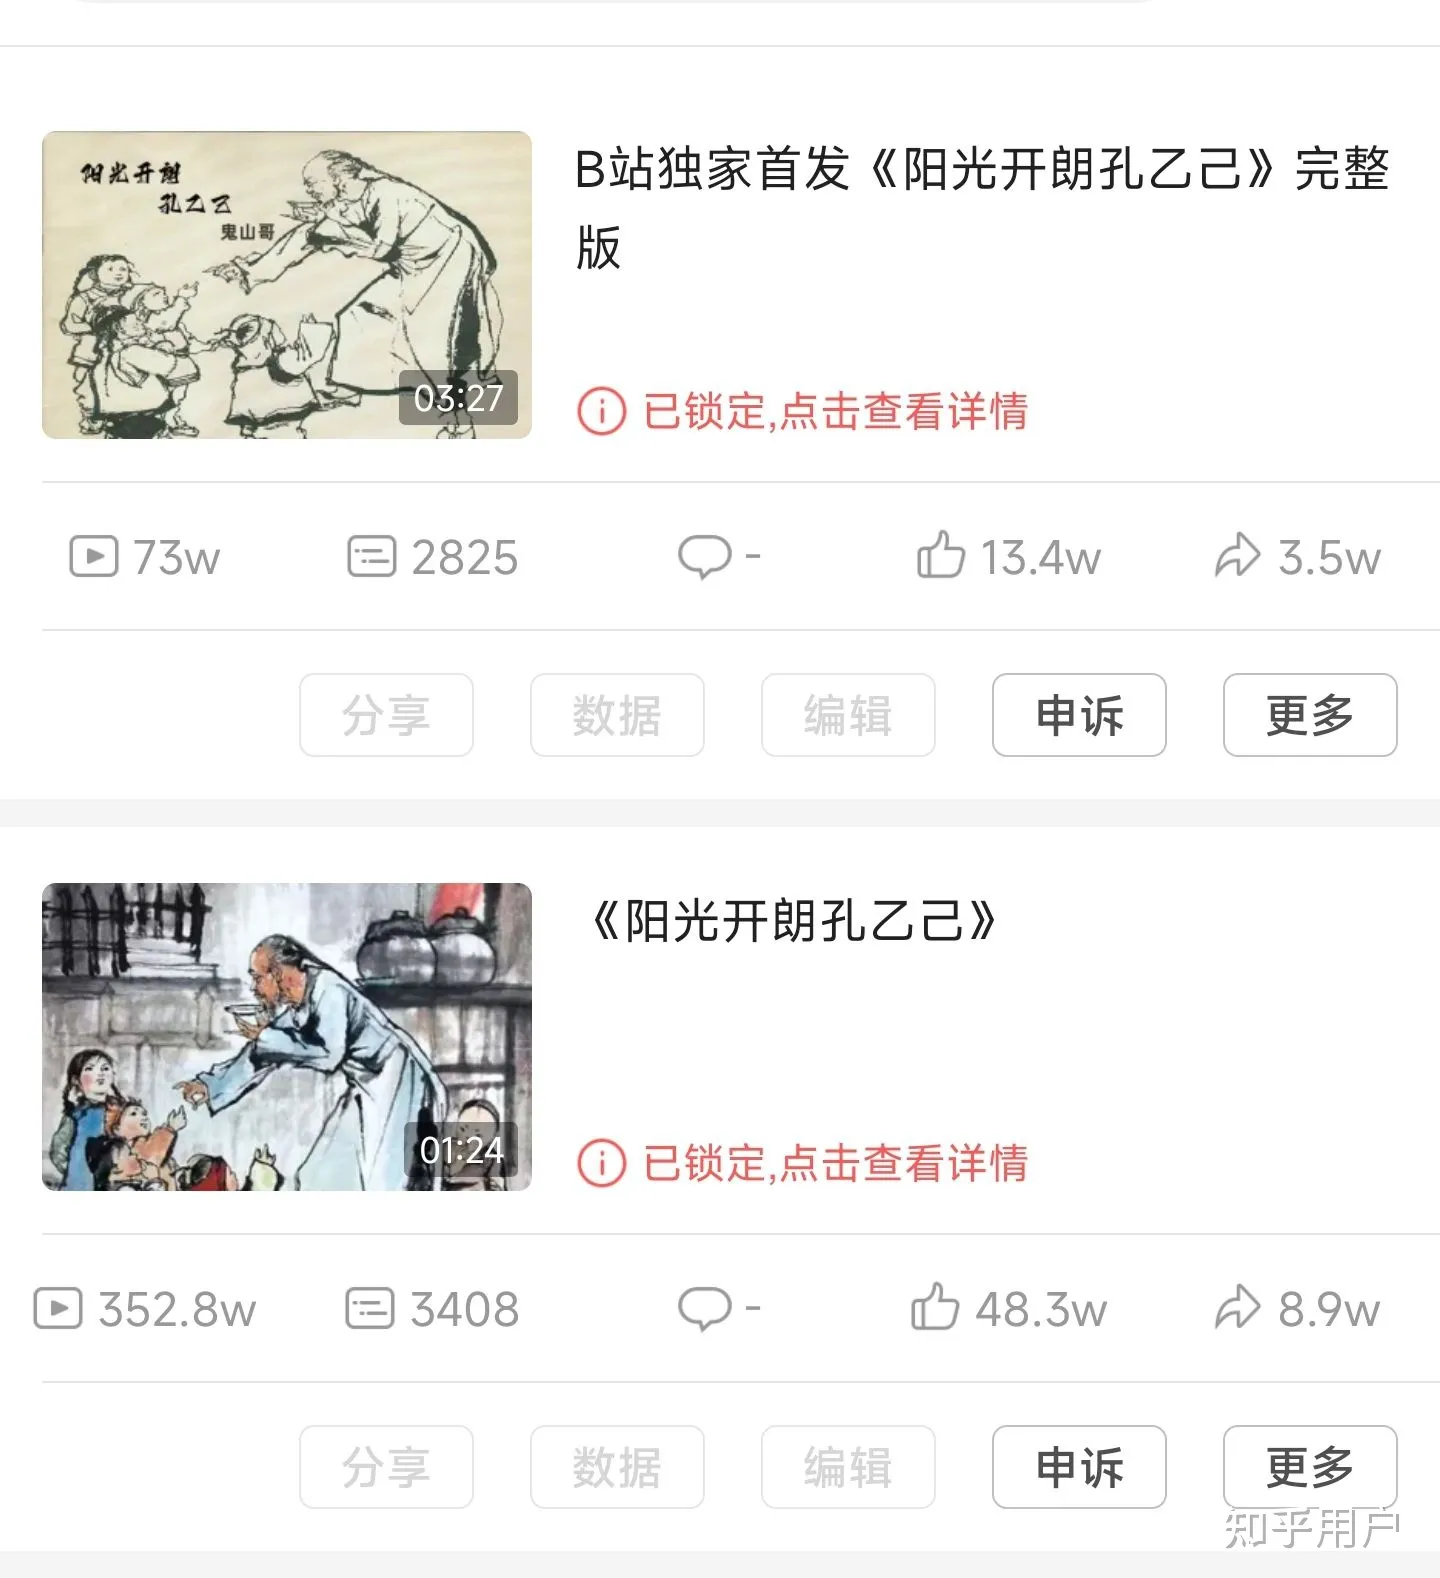 阳光开朗
孔乙己
鬼山哥
03:27
B站独家首发《阳光开朗孔乙己》完整
版
已锁定,点击查看详情
73w 2825 - 13.4w 3.5w
分享 数据 编辑 申诉 更多
《阳光开朗孔乙己》
01:24
已锁定,点击查看详情
352.8w 3408 - 48.3w 8.9w
分享 数据 编辑 申诉 更多
知乎用户